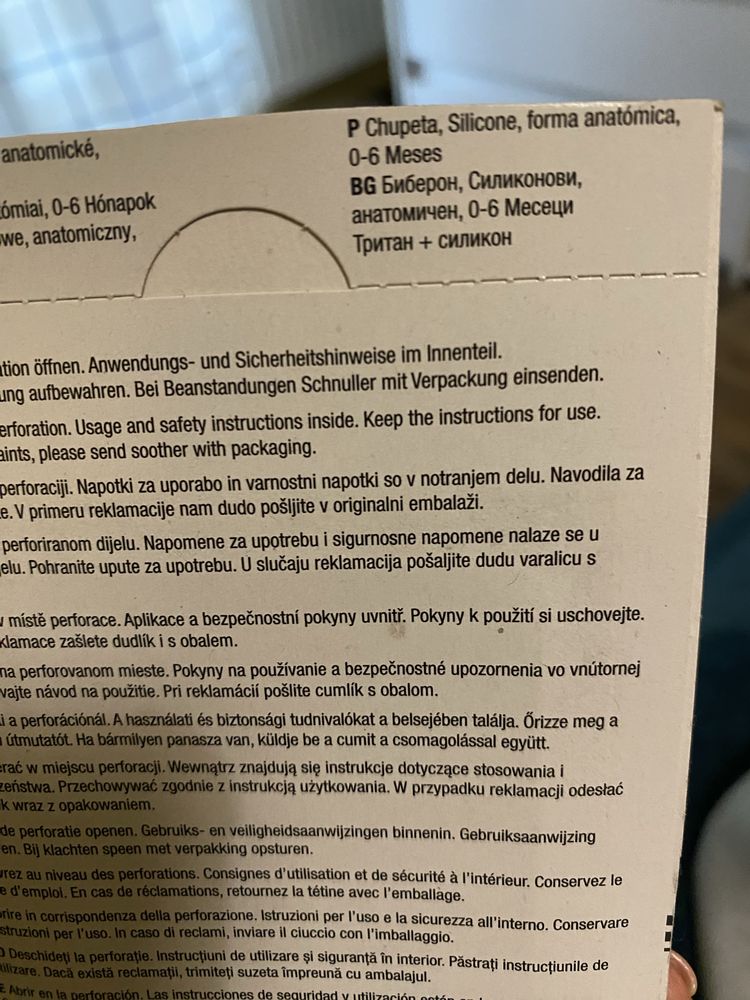 anatomické,
ómiai, 0-6 Hónapok
we, anatomiczny,
P Chupeta, Silicone, forma anatómica,
0-6 Meses
BG Биберон, Силиконови,
анатомичен, 0-6 Месеци
Тритан + силикон
tion öffnen. Anwendungs- und Sicherheitshinweise im Innenteil.
ung aufbewahren. Bei Beanstandungen Schnuller mit Verpackung einsenden.
erforation. Usage and safety instructions inside. Keep the instructions for use.
aints, please send soother with packaging.
perforaciji. Napotki za uporabo in varnostni napotki so v notranjem delu. Navodila za
e. V primeru reklamacije nam dudo pošljite v originalni embalaži.
perforiranom dijelu. Napomene za upotrebu i sigurnosne napomene nalaze se u
elu. Pohranite upute za upotrebu. U slučaju reklamacija pošaljite dudu varalicu s
v místě perforace. Aplikace a bezpečnostní pokyny uvnitř. Pokyny k použití si uschovejte.
klamace zašlete dudlík i s obalem.
na perforovanom mieste. Pokyny na používanie a bezpečnostné upozornenia vo vnútornej
vajte návod na použitie. Pri reklamácií pošlite cumlík s obalom.
i a perforációnál. A használati és biztonsági tudnivalókat a belsejében találja. Őrizze meg a
útmutatót. Ha bármilyen panasza van, küldje be a cumit a csomagolással együtt.
erać w miejscu perforacji. Wewnątrz znajdują się instrukcje dotyczące stosowania i
zeństwa. Przechowywać zgodnie z instrukcją użytkowania. W przypadku reklamacji odesłać
k wraz z opakowaniem.
de perforatie openen. Gebruiks- en veiligheidsaanwijzingen binnenin. Gebruiksaanwijzing
en. Bij klachten speen met verpakking opsturen.
vrez au niveau des perforations. Consignes d'utilisation et de sécurité à l'intérieur. Conservez le
e d'emploi. En cas de réclamations, retournez la tétine avec l'emballage.
rire in corrispondenza della perforazione. Istruzioni per l'uso e la sicurezza all'interno. Conservare
struzioni per l'uso. In caso di reclami, inviare il ciuccio con l'imballaggio.
Deschideți la perforație. Instrucțiuni de utilizare și siguranță în interior. Păstrați instrucțiunile de
tilizare. Dacă există reclamații, trimiteți suzeta împreună cu ambalajul.
E Abrir en la perforación. Las instrucciones de seguridad y utilización están